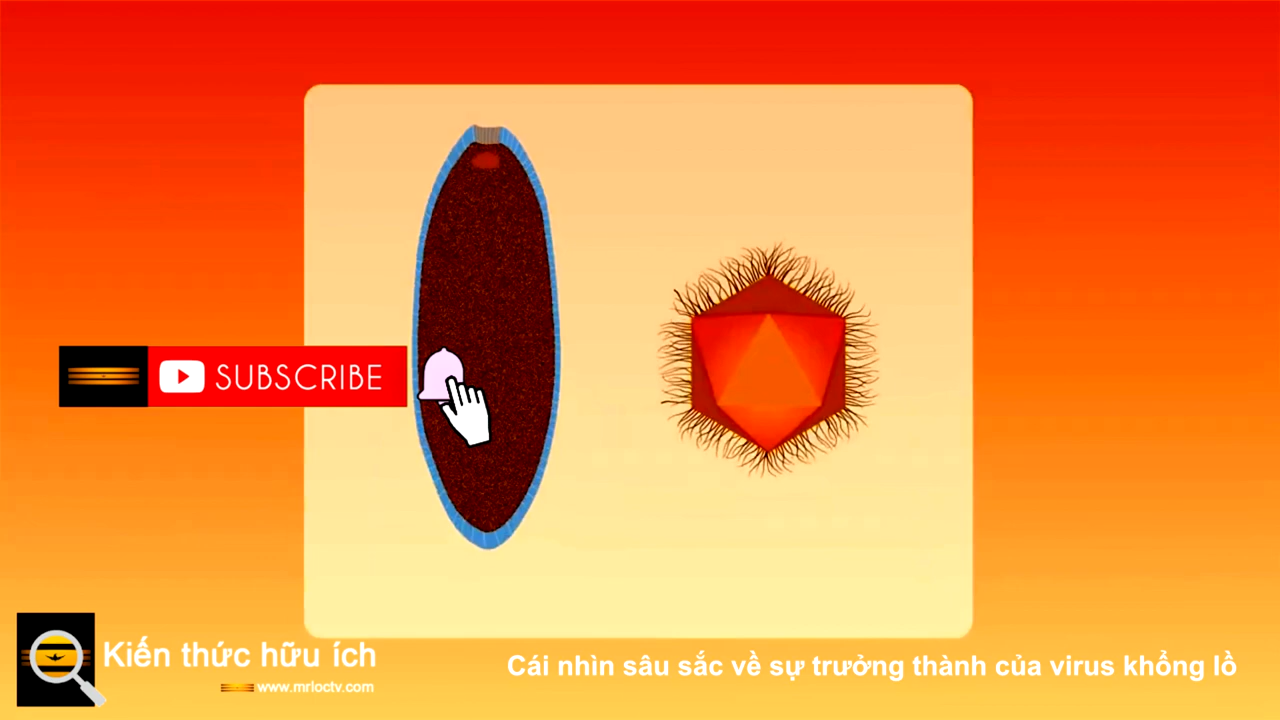 SUBSCRIBE
Kiến thức hữu ích
www.mrloctv.com
Cái nhìn sâu sắc về sự trưởng thành của virus khổng lồ